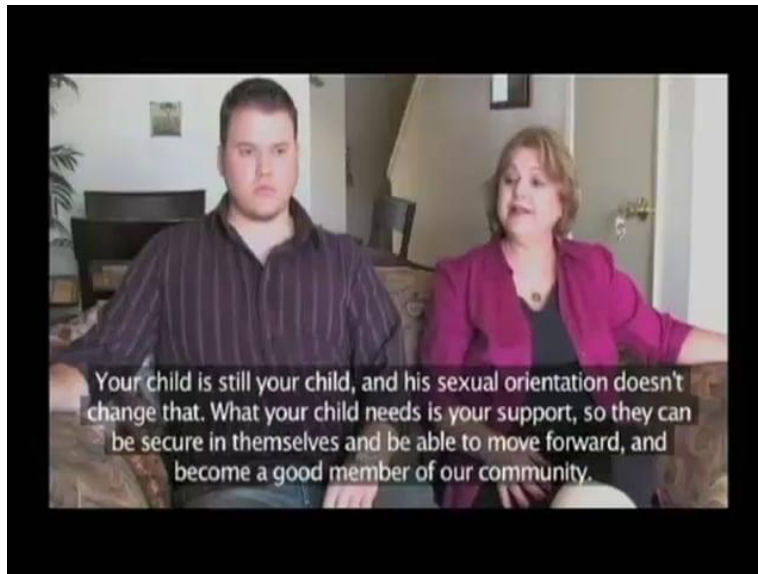 Your child is still your child, and his sexual orientation doesn't
change that. What your child needs is your support, so they can
be secure in themselves and be able to move forward, and
become a good member of our community.